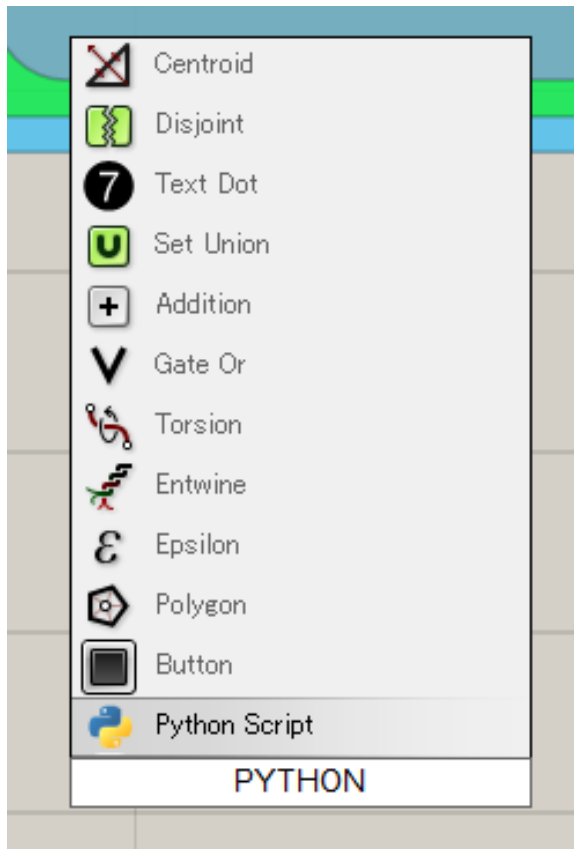 Centroid
Disjoint
7 Text Dot
U Set Union
+ Addition
Gate Or
Torsion
Entwine
ε Epsilon
Polygon
Button
Python Script
PYTHON